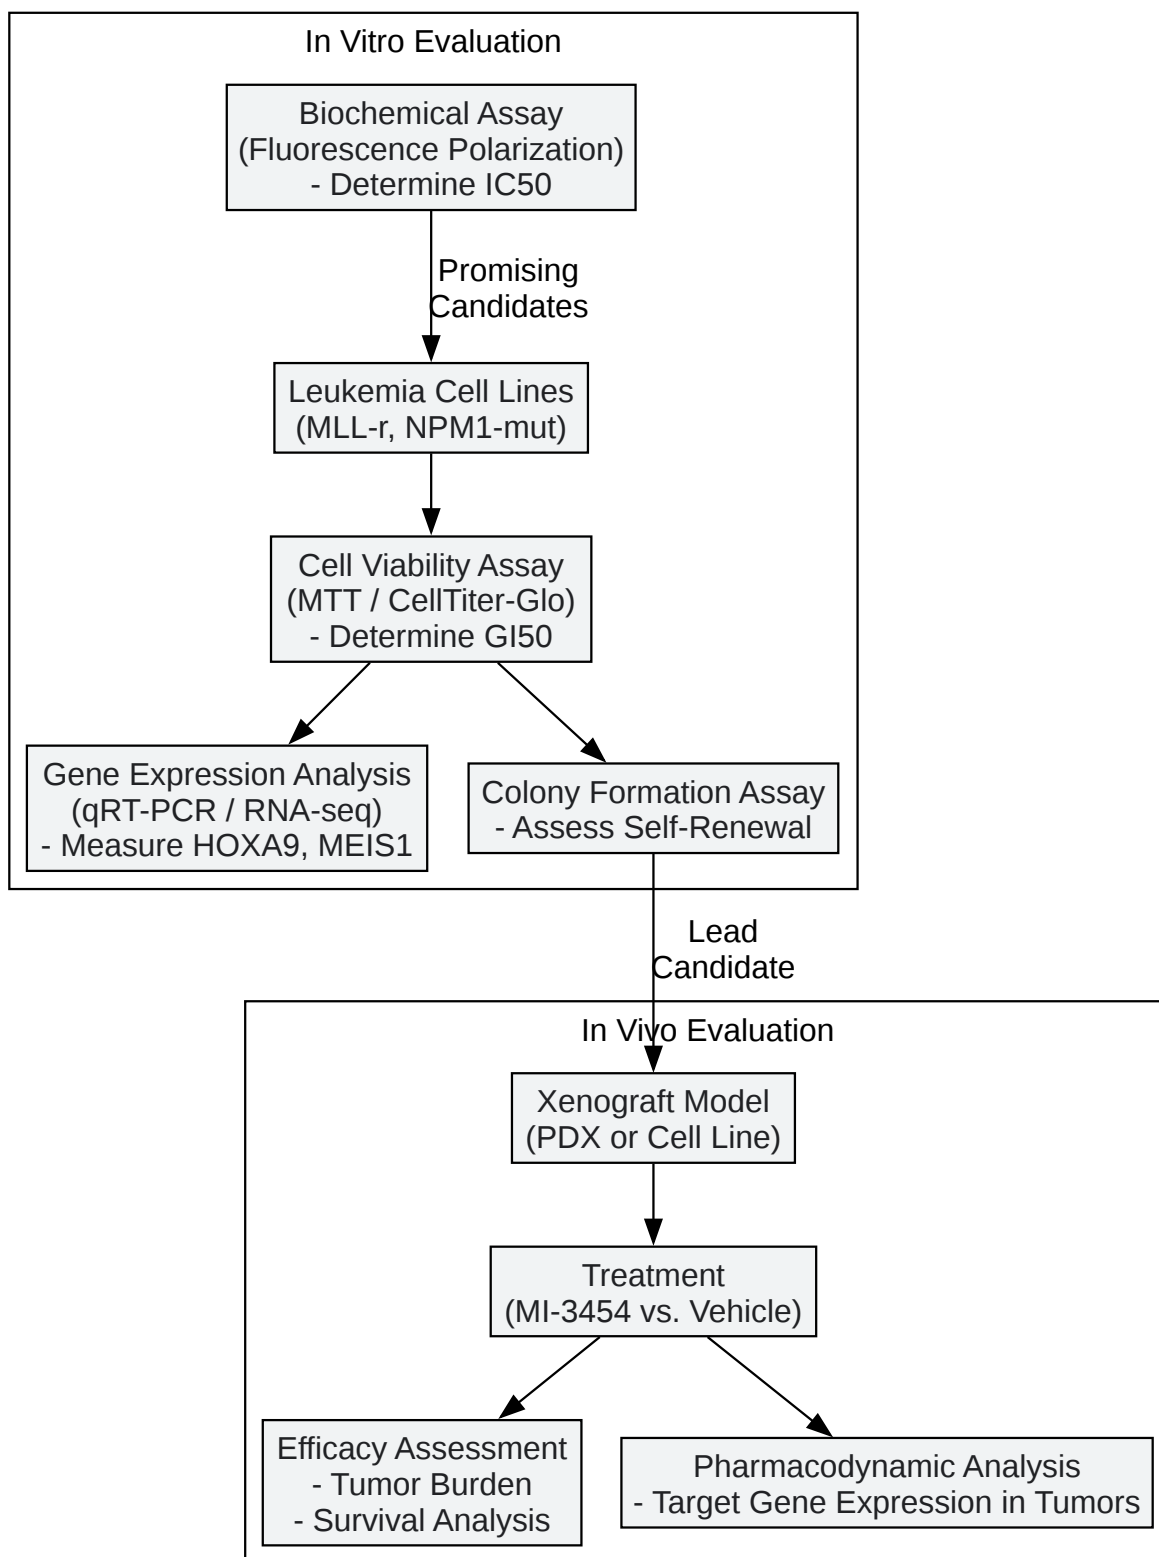 In Vitro Evaluation
Biochemical Assay
(Fluorescence Polarization)
- Determine IC50
Promising
Candidates
Leukemia Cell Lines
(MLL-r, NPM1-mut)
Cell Viability Assay
(MTT / CellTiter-Glo)
- Determine GI50
Gene Expression Analysis
(qRT-PCR / RNA-seq)
- Measure HOXA9, MEIS1
Colony Formation Assay
- Assess Self-Renewal
Lead
Candidate
In Vivo Evaluation
Xenograft Model
(PDX or Cell Line)
Treatment
(MI-3454 vs. Vehicle)
Efficacy Assessment
- Tumor Burden
- Survival Analysis
Pharmacodynamic Analysis
- Target Gene Expression in Tumors